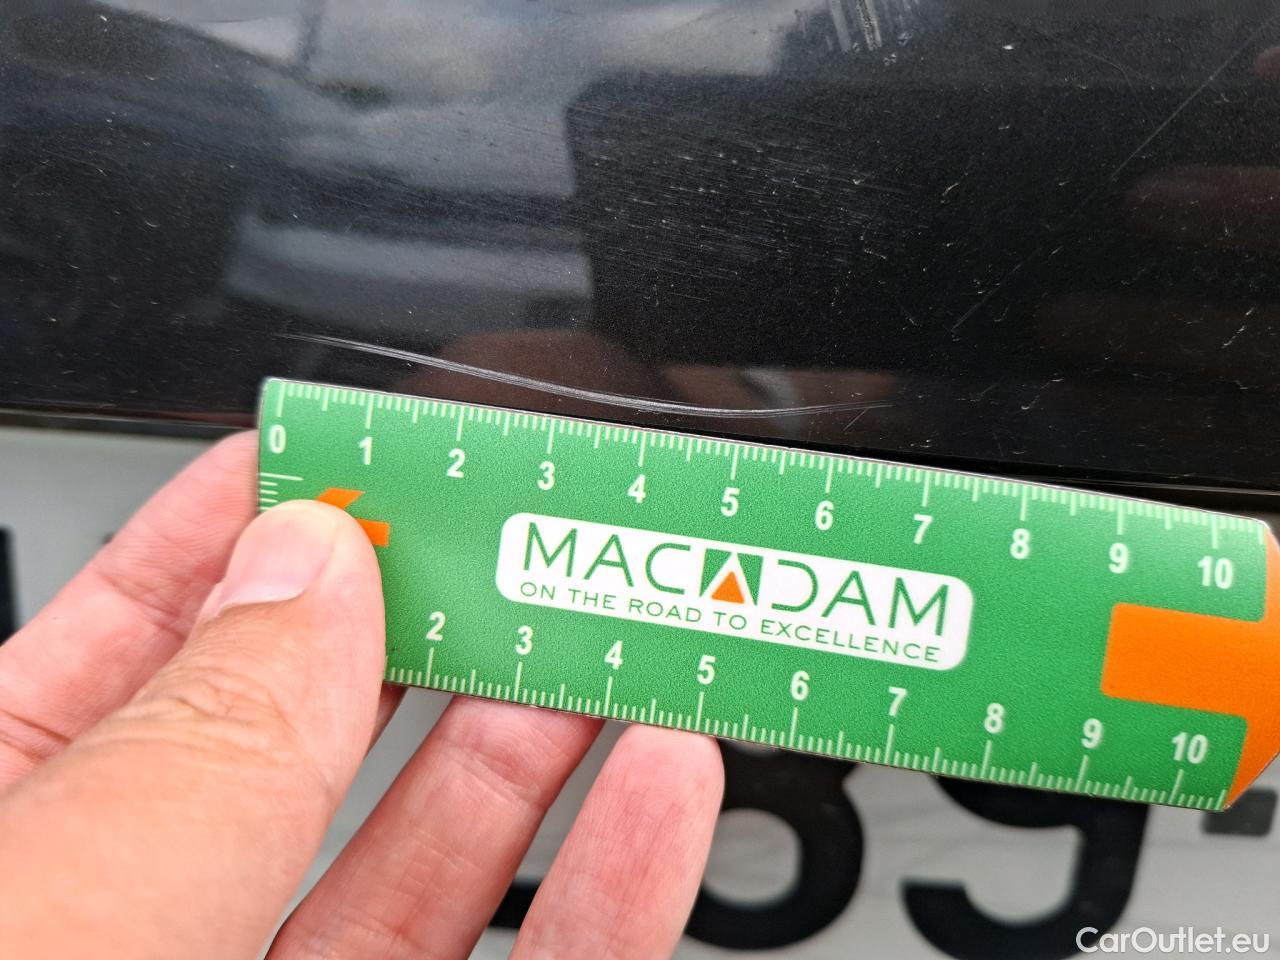 0 1 2 3 4 5 6 7 8 9 10
MACADAM
ON THE ROAD TO EXCELLENCE
2 3 4 5 6 7 8 9 10
89
CarOutlet.eu